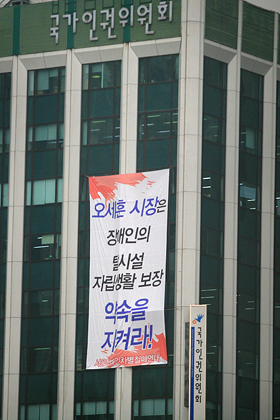 국가인권위원회
오세훈 시장은
장애인의
탈시설
자립생활 보장
약속을
지켜라!
국가인권위원회